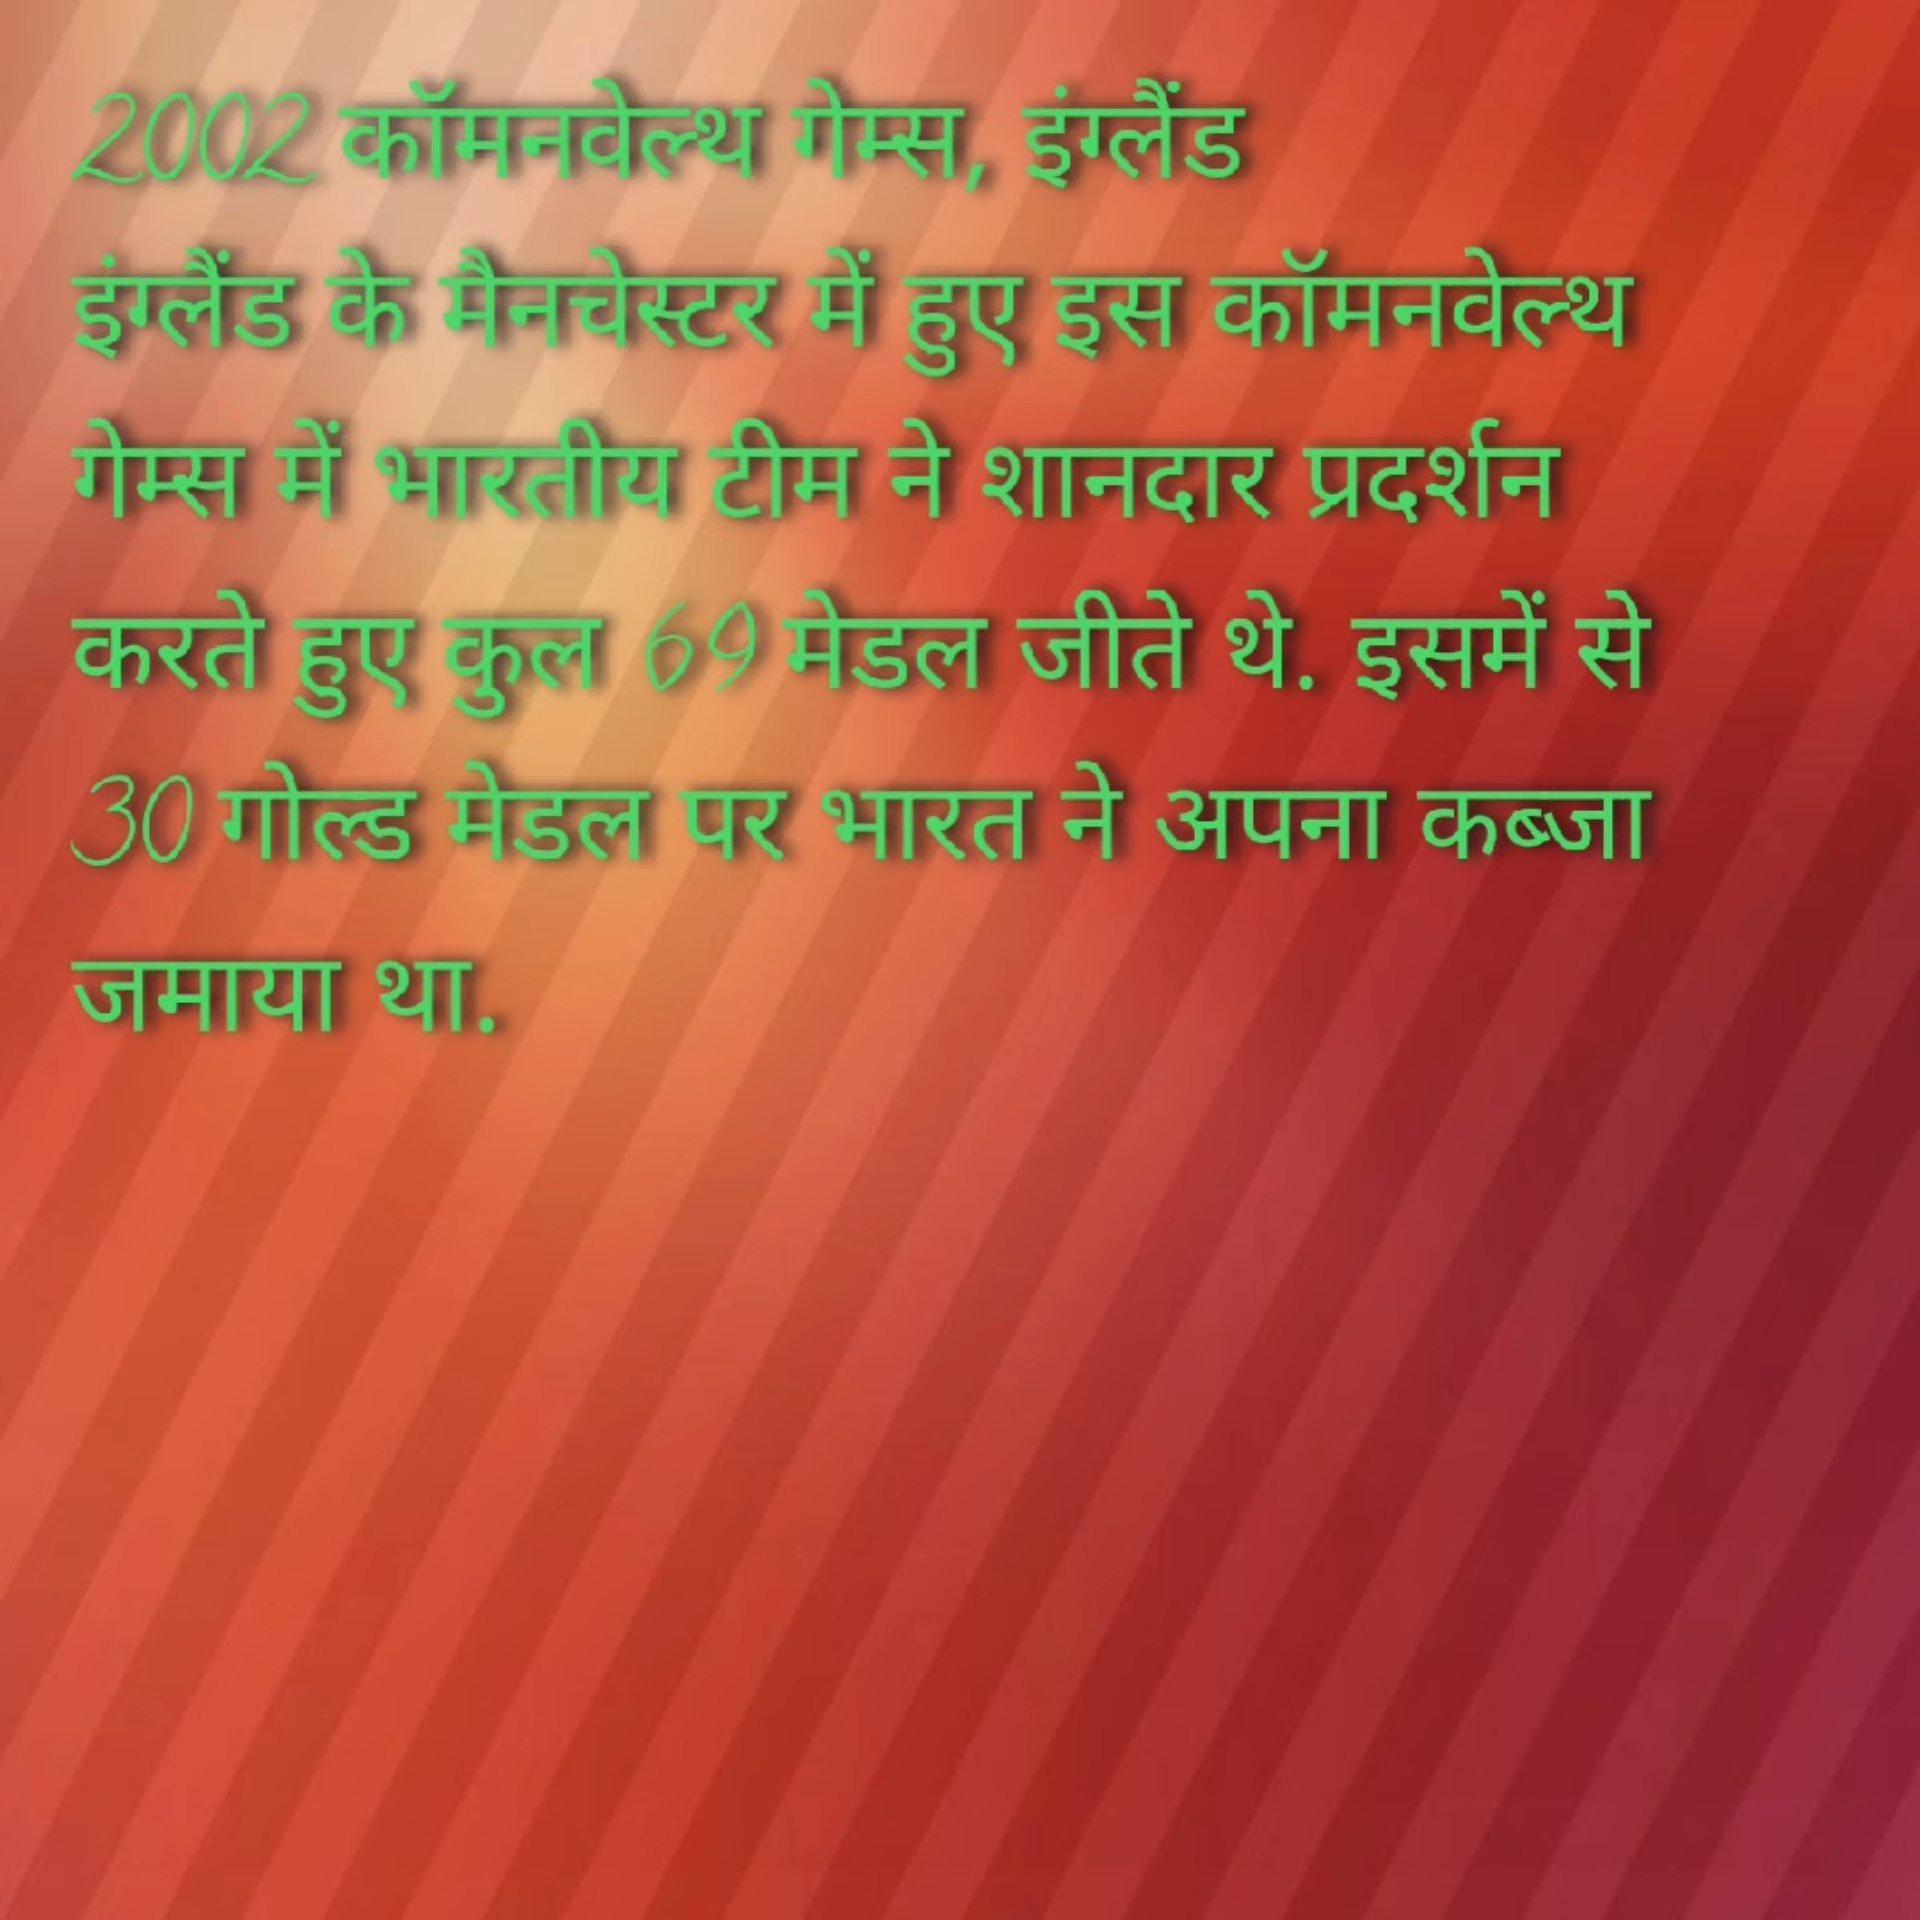 2002 कॉमनवेल्थ गेम्स, इंग्लैंड
इंग्लैंड के मैनचेस्टर में हुए इस कॉमनवेल्थ
गेम्स में भारतीय टीम ने शानदार प्रदर्शन
करते हुए कुल 69 मेडल जीते थे. इसमें से
30 गोल्ड मेडल पर भारत ने अपना कब्जा
जमाया था.